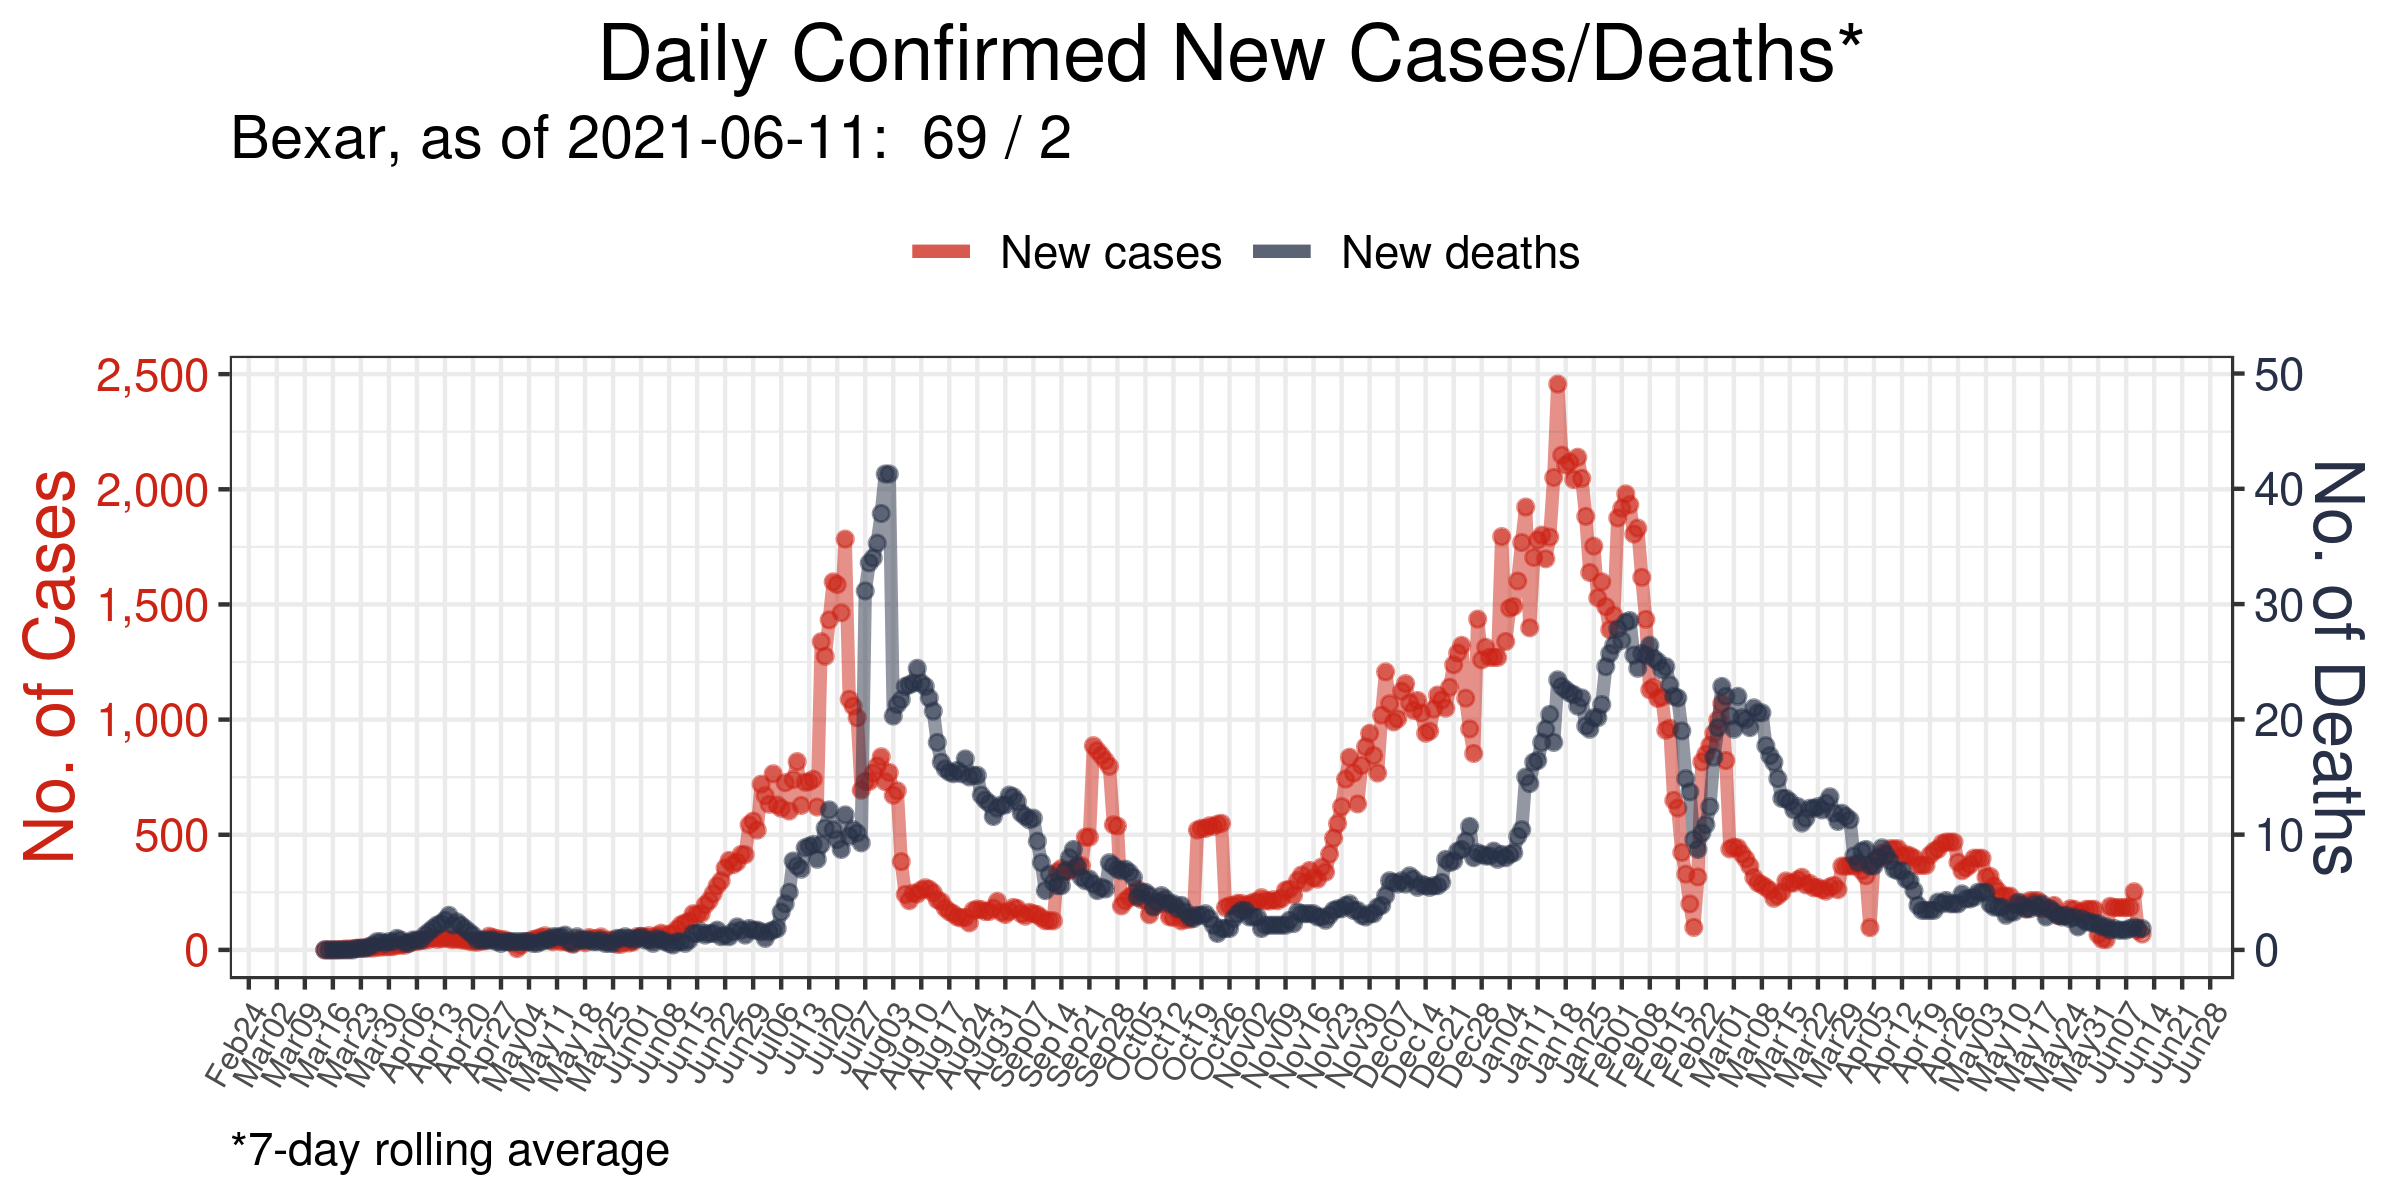 Daily Confirmed New Cases/Deaths*
Bexar, as of 2021-06-11:  69 / 2
New cases
New deaths
No. of Cases
2,500
2,000
1,500
1,000
500
0
50
40
30
20
10
0
No. of Deaths
Feb24
Mar02
Mar09
Mar16
Mar23
Mar30
Apr06
Apr13
Apr20
Apr27
May04
May11
May18
May25
Jun01
Jun08
Jun15
Jun22
Jun29
Jul06
Jul13
Jul20
Jul27
Aug03
Aug10
Aug17
Aug24
Aug31
Sep07
Sep14
Sep21
Sep28
Oct05
Oct12
Oct19
Oct26
Nov02
Nov09
Nov16
Nov23
Nov30
Dec07
Dec14
Dec21
Dec28
Jan04
Jan11
Jan18
Jan25
Feb01
Feb08
Feb15
Feb22
Mar01
Mar08
Mar15
Mar22
Mar29
Apr05
Apr12
Apr19
Apr26
May03
May10
May17
May24
May31
Jun07
Jun14
Jun21
Jun28
*7-day rolling average